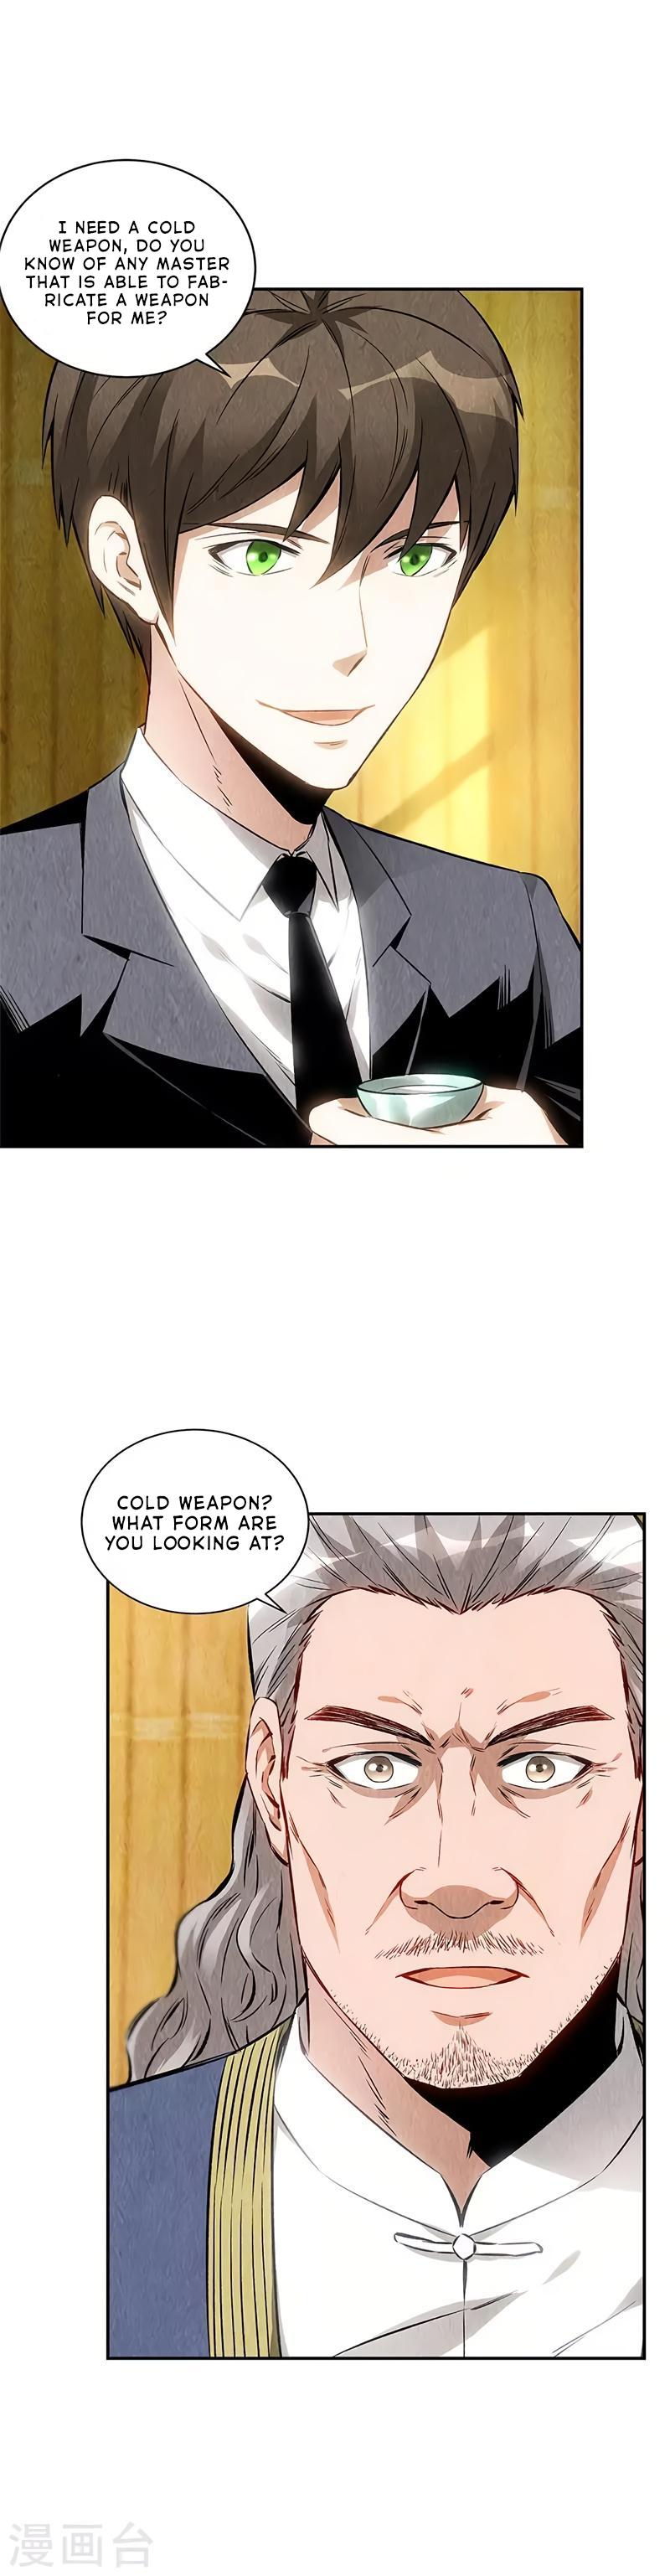 I NEED A COLD
WEAPON, DO YOU
KNOW OF ANY MASTER
THAT IS ABLE TO FAB-
RICATE A WEAPON
FOR ME?
COLD WEAPON?
WHAT FORM ARE
YOU LOOKING AT?
漫画台